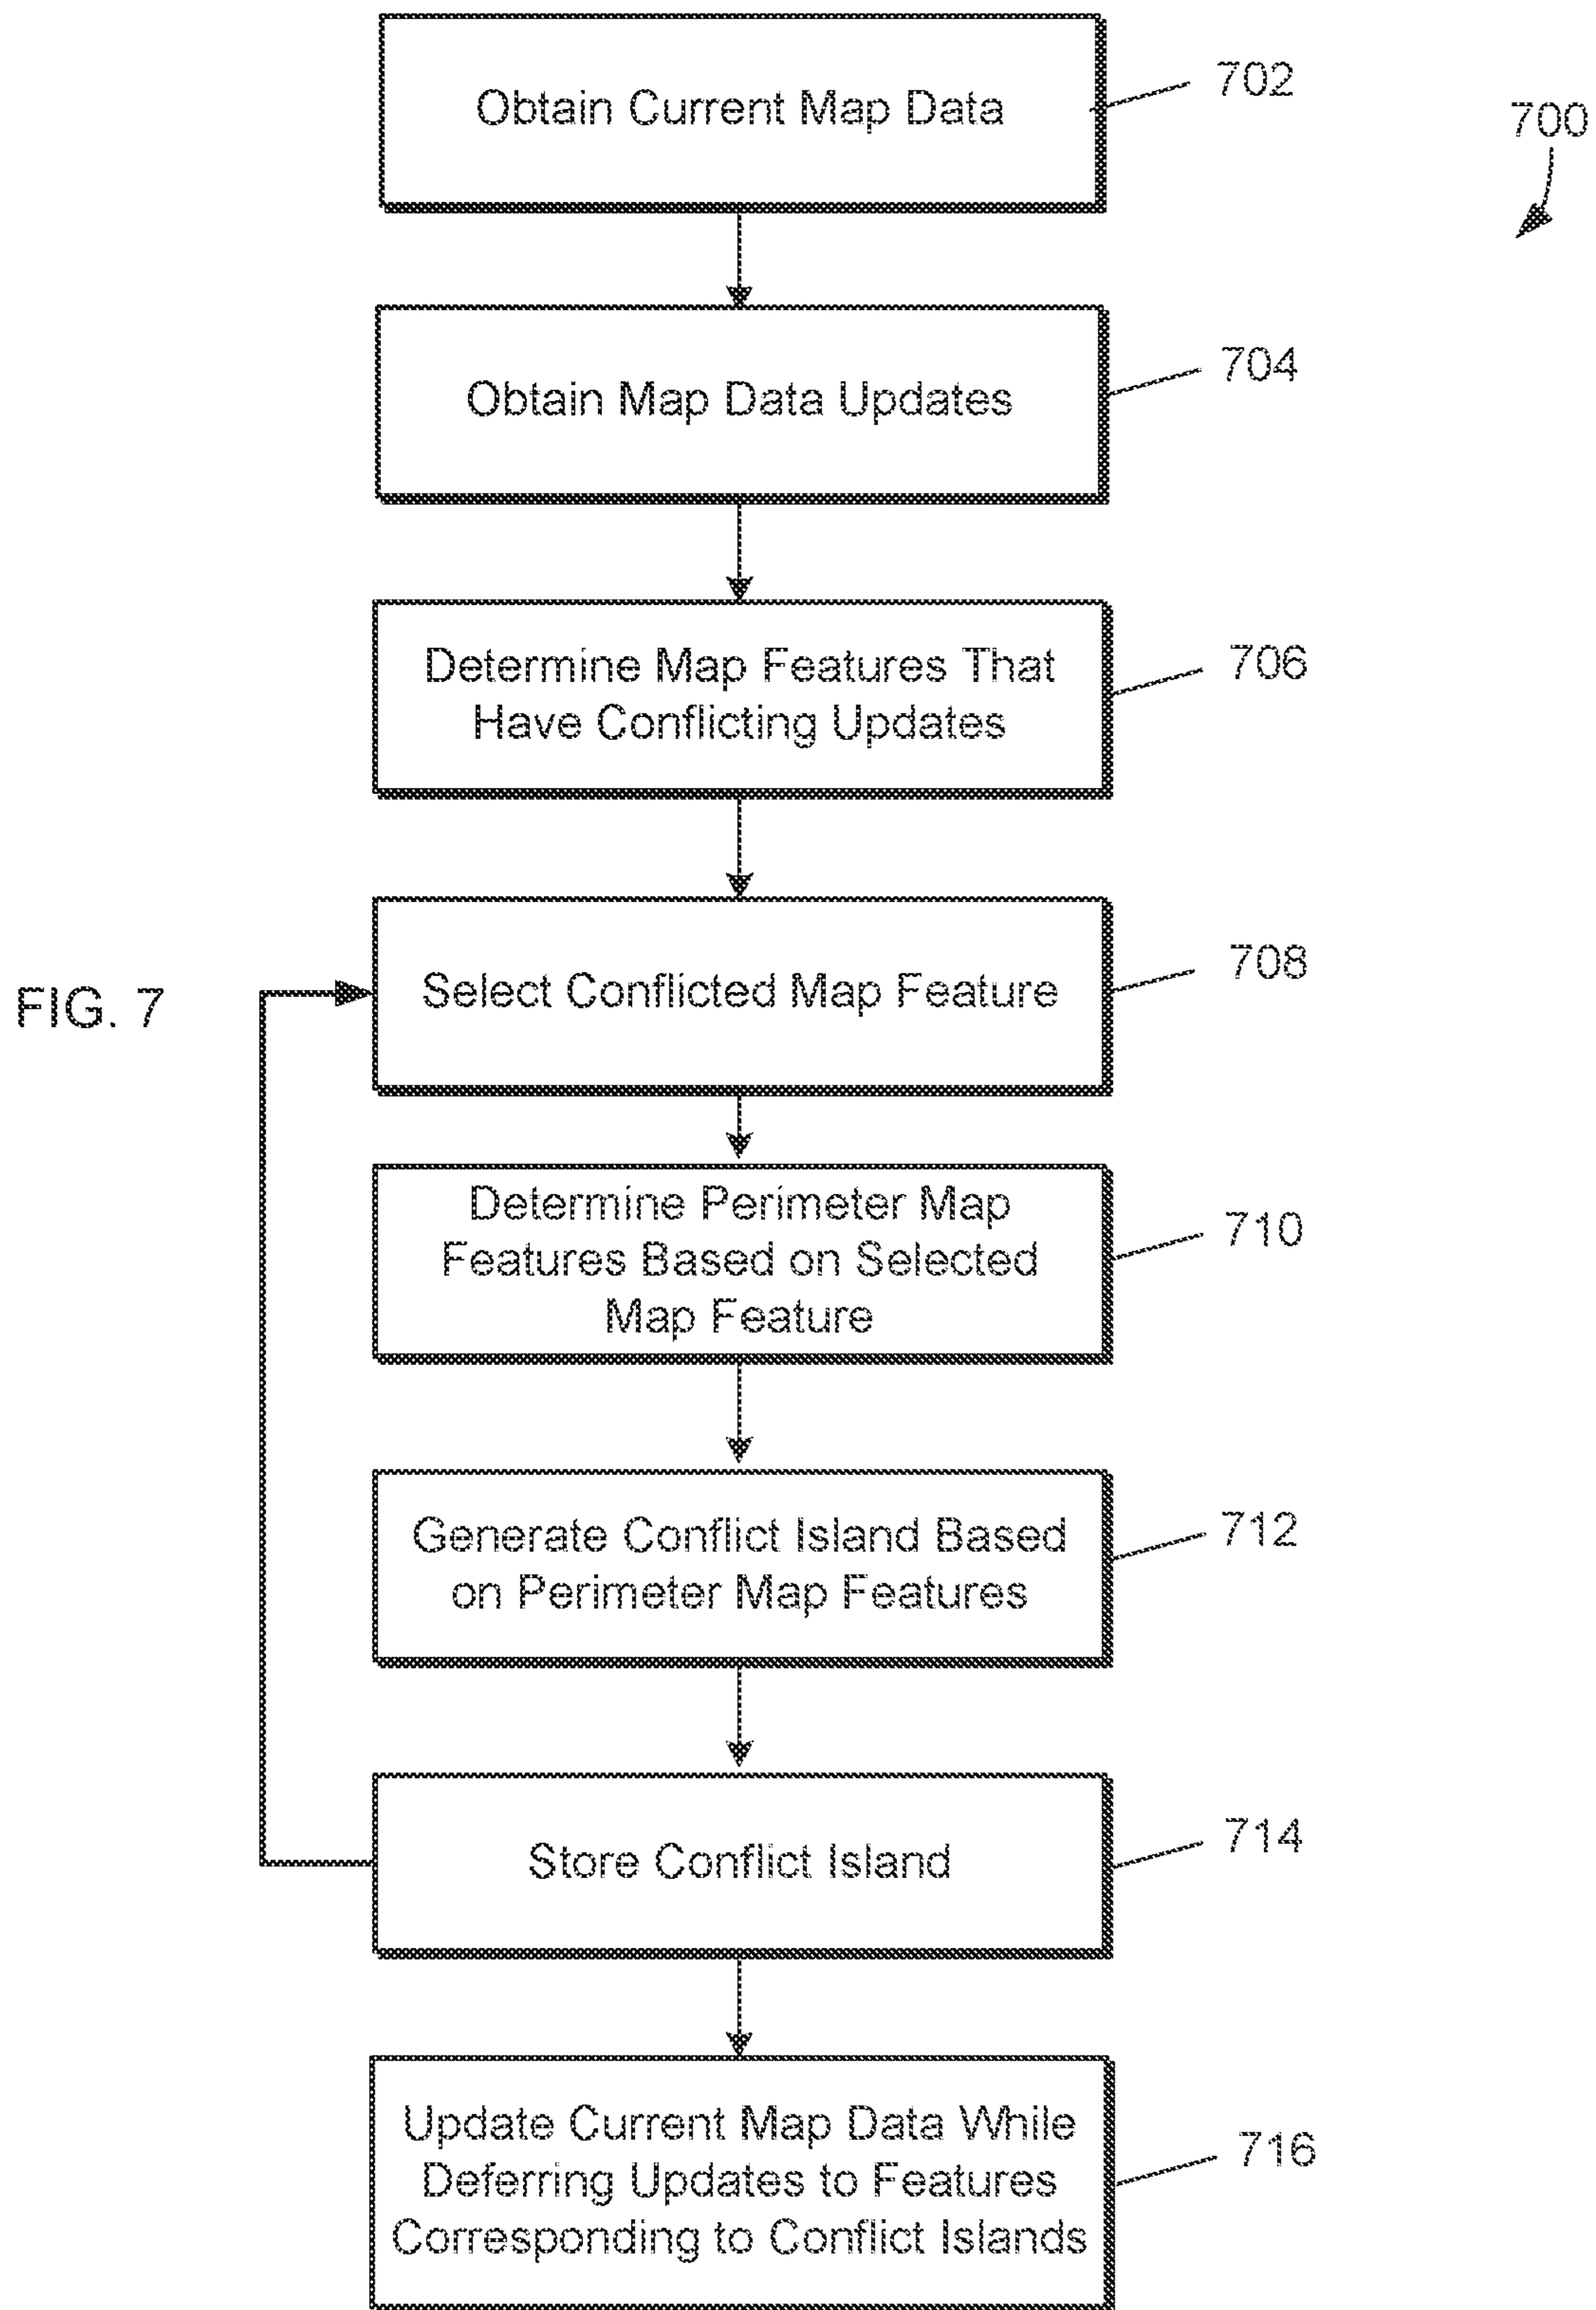 Obtain Current Map Data
702
700
Obtain Map Data Updates
704
Determine Map Features That
Have Conflicting Updates
706
FIG. 7
Select Conflicted Map Feature
708
Determine Perimeter Map
Features Based on Selected
Map Feature
710
Generate Conflict Island Based
on Perimeter Map Features
712
Store Conflict Island
714
Update Current Map Data While
Deferring Updates to Features
Corresponding to Conflict Islands
716